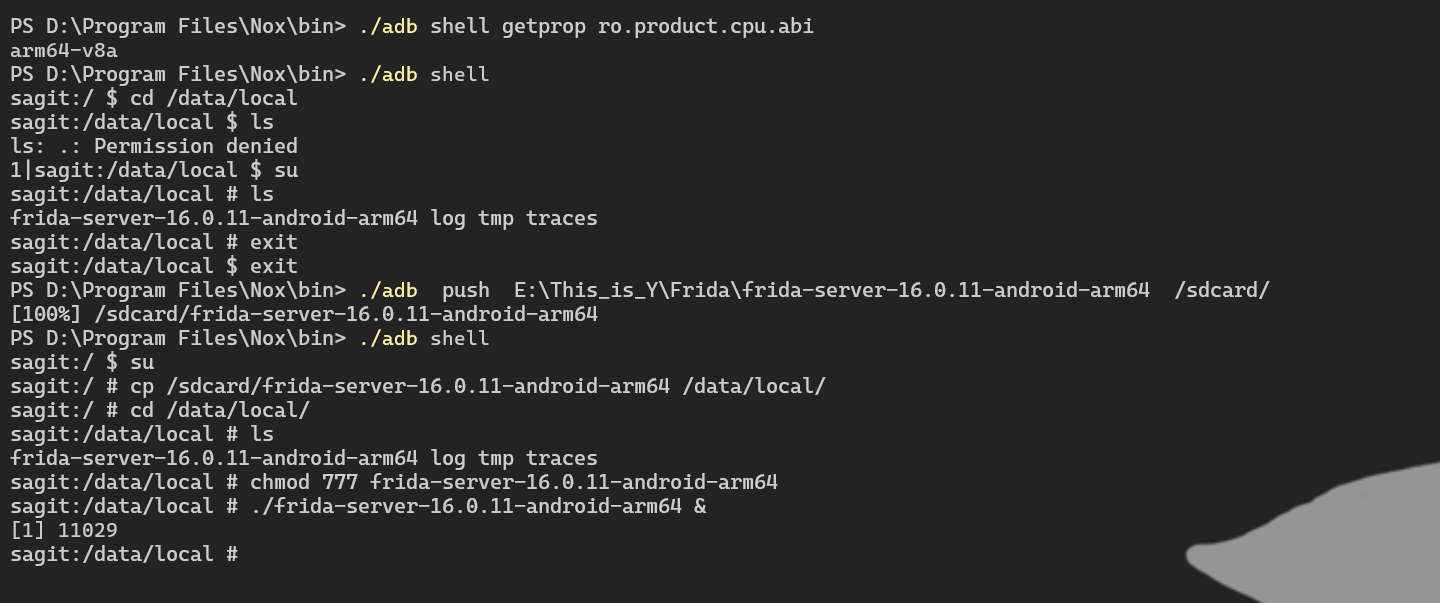 PS D:\Program Files\Nox\bin> ./adb shell getprop ro.product.cpu.abi
arm64-v8a
PS D:\Program Files\Nox\bin> ./adb shell
sagit:/ $ cd /data/local
sagit:/data/local $ ls
ls: .: Permission denied
1|sagit:/data/local $ su
sagit:/data/local # ls
frida-server-16.0.11-android-arm64 log tmp traces
sagit:/data/local # exit
sagit:/data/local $ exit
PS D:\Program Files\Nox\bin> ./adb  push  E:\This_is_Y\Frida\frida-server-16.0.11-android-arm64  /sdcard/
[100%] /sdcard/frida-server-16.0.11-android-arm64
PS D:\Program Files\Nox\bin> ./adb shell
sagit:/ $ su
sagit:/ # cp /sdcard/frida-server-16.0.11-android-arm64 /data/local/
sagit:/ # cd /data/local/
sagit:/data/local # ls
frida-server-16.0.11-android-arm64 log tmp traces
sagit:/data/local # chmod 777 frida-server-16.0.11-android-arm64
sagit:/data/local # ./frida-server-16.0.11-android-arm64 &
[1] 11029
sagit:/data/local #